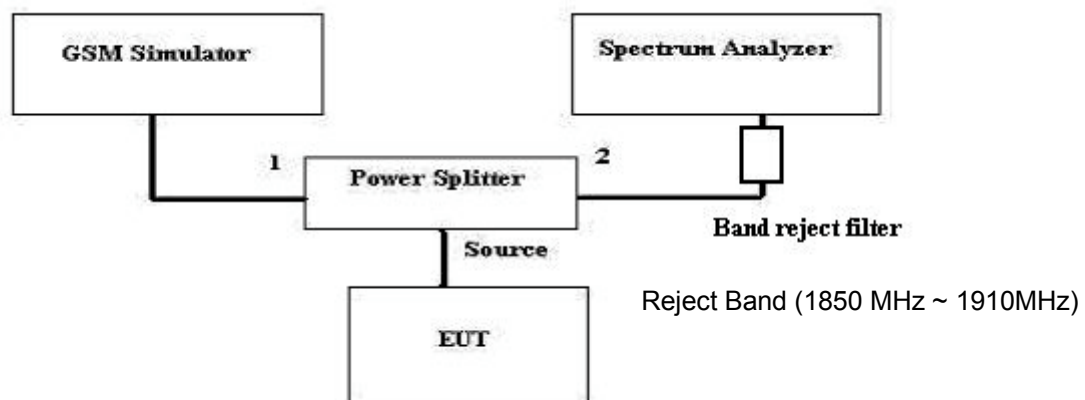 GSM Simulator
Spectrum Analyzer
1
Power Splitter
2
Band reject filter
Source
Reject Band (1850 MHz ~ 1910MHz)
EUT